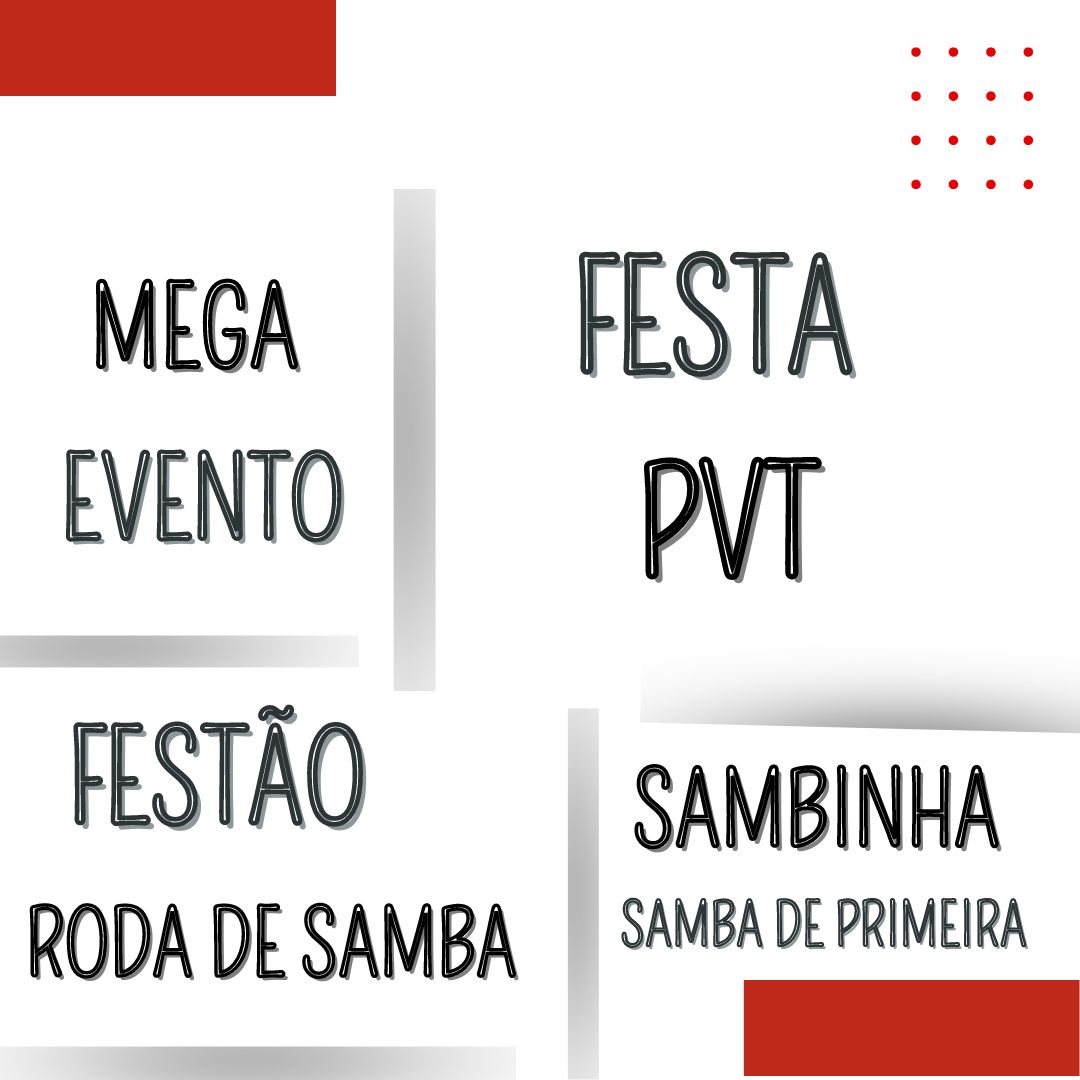 MEGA
EVENTO
FESTA
PVT
FESTÃO
RODA DE SAMBA
SAMBINHA
SAMBA DE PRIMEIRA